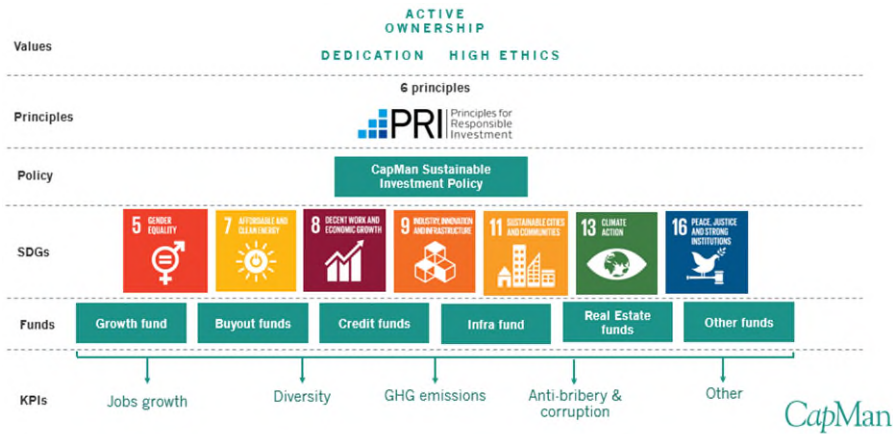 ACTIVE
OWNERSHIP
Values
DEDICATION HIGH ETHICS
6 principles
Principles
PRI
Principles for
Responsible
Investment
Policy
CapMan Sustainable
Investment Policy
SDGs
5 GENDER
EQUALITY
7 AFFORDABLE AND
CLEAN ENERGY
8 DECENT WORK AND
ECONOMIC GROWTH
9 INDUSTRY, INNOVATION
AND INFRASTRUCTURE
11 SUSTAINABLE CITIES
AND COMMUNITIES
13 CLIMATE
ACTION
16 PEACE, JUSTICE
AND STRONG
INSTITUTIONS
Funds
Growth fund
Buyout funds
Credit funds
Infra fund
Real Estate
funds
Other funds
KPIs
Jobs growth
Diversity
GHG emissions
Anti-bribery &
corruption
Other
CapMan